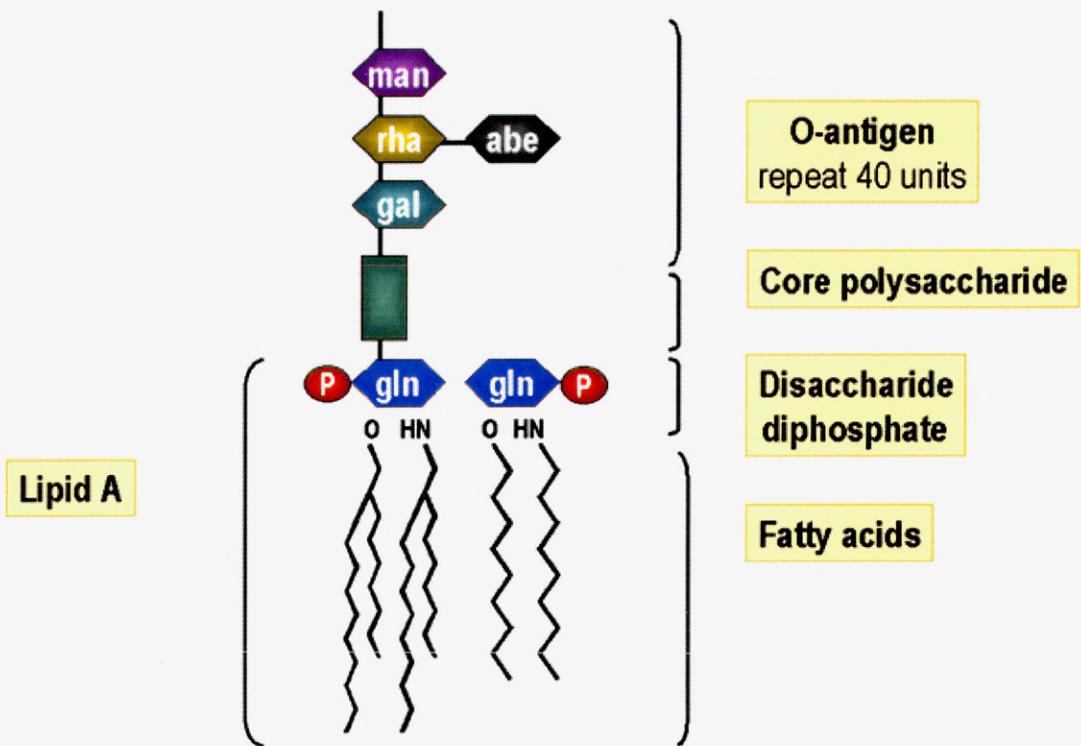 man
rha
abe
gal
O-antigen
repeat 40 units
Core polysaccharide
P
gln
gln
P
Disaccharide
diphosphate
O HN
O HN
Lipid A
Fatty acids